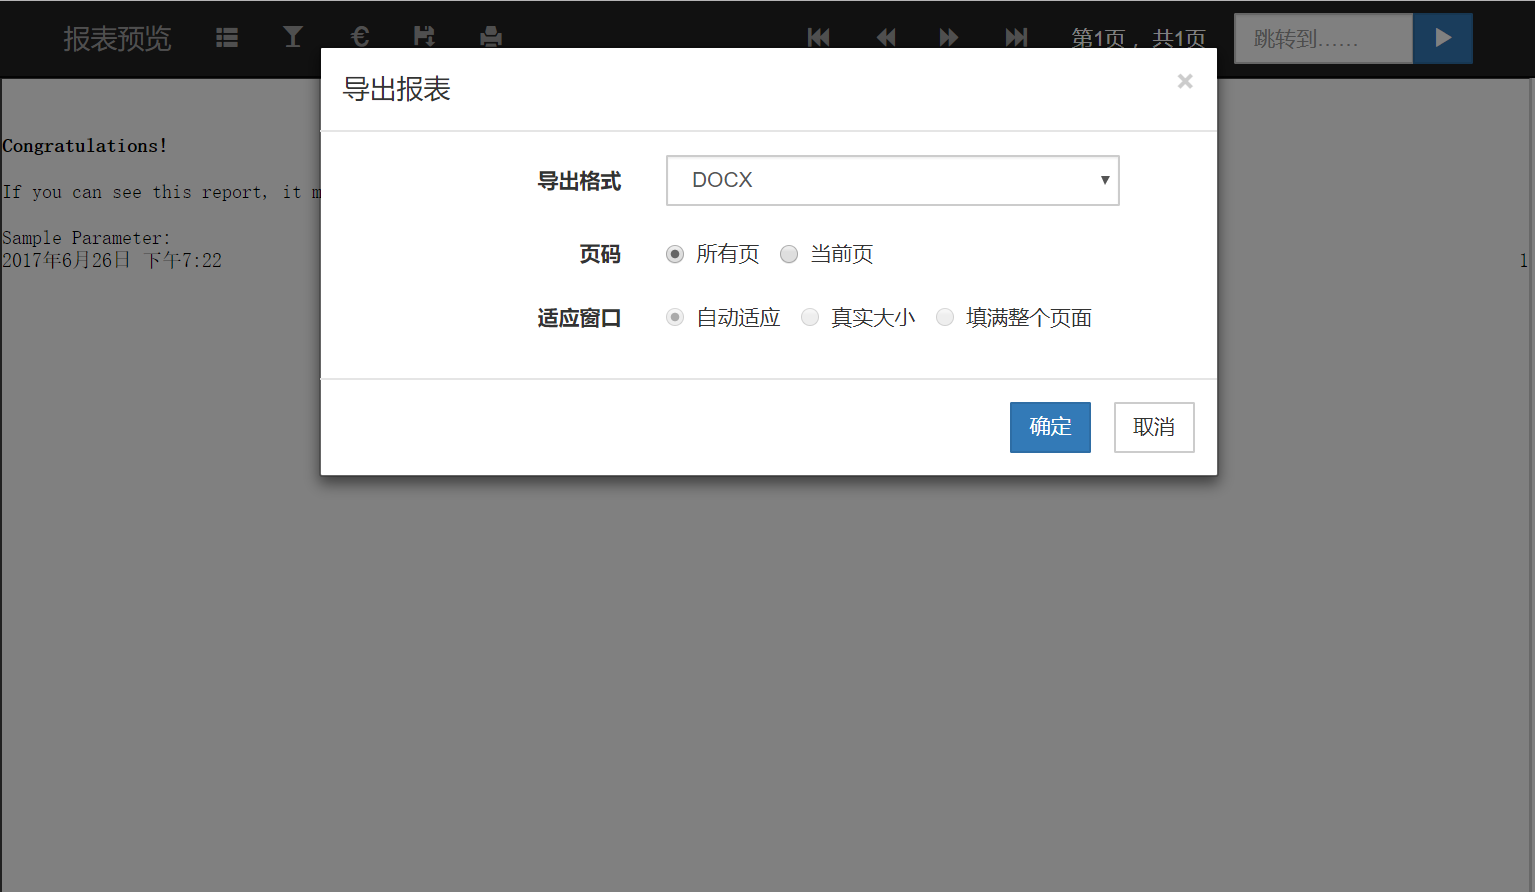 报表预览
第1页， 共1页
跳转到……
导出报表
×
Congratulations!
导出格式
DOCX
If you can see this report, it m
Sample Parameter:
2017年6月26日 下午7:22
1
页码
所有页
当前页
适应窗口
自动适应
真实大小
填满整个页面
确定
取消